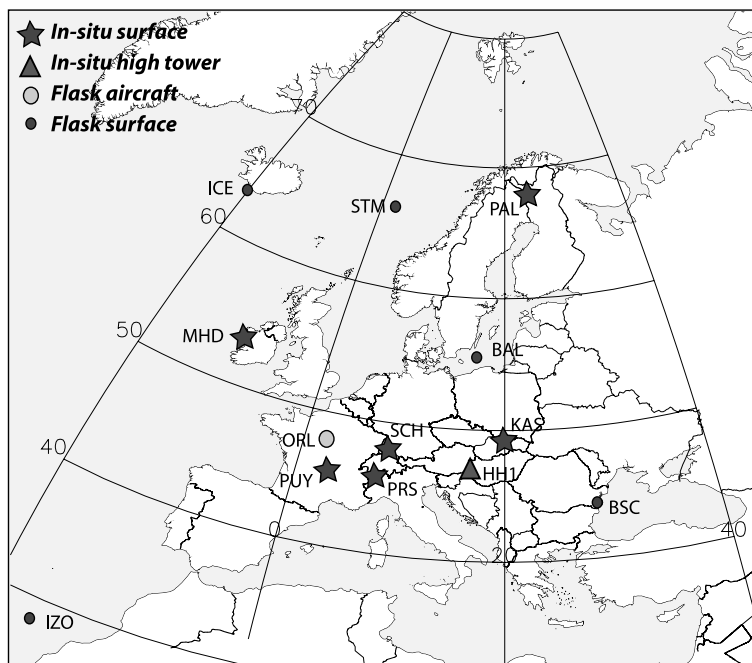 In-situ surface
In-situ high tower
Flask aircraft
Flask surface
70
ICE
STM
PAL
60
50
MHD
BAL
KAS
SCH
ORL
40
PUY
PRS
HH1
BSC
0
20
40
IZO